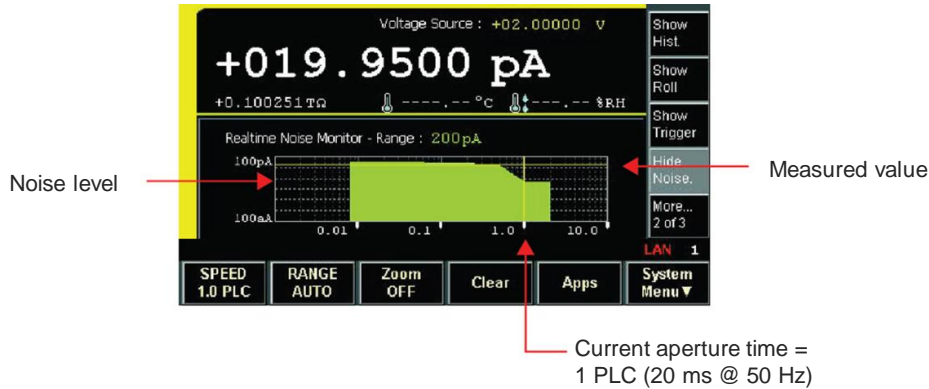 Voltage Source : +02.00000 V
+019.9500 pA
+0.100251TΩ ----.--°C ---.-- %RH
Realtime Noise Monitor - Range : 200pA
100pA
100aA
0.01 0.1 1.0 10.0
Show
Hist.
Show
Roll
Show
Trigger
Hide
Noise.
More...
2 of 3
LAN 1
SPEED
1.0 PLC
RANGE
AUTO
Zoom
OFF
Clear
Apps
System
Menu▼
Noise level
Measured value
Current aperture time =
1 PLC (20 ms @ 50 Hz)